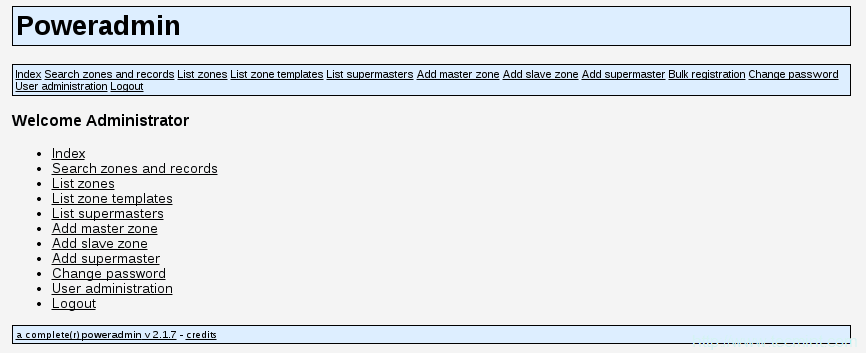 Poweradmin
Index Search zones and records List zones List zone templates List supermasters Add master zone Add slave zone Add supermaster Bulk registration Change password
User administration Logout
Welcome Administrator
Index
Search zones and records
List zones
List zone templates
List supermasters
Add master zone
Add slave zone
Add supermaster
Change password
User administration
Logout
a complete(r) poweradmin v 2.1.7 - credits